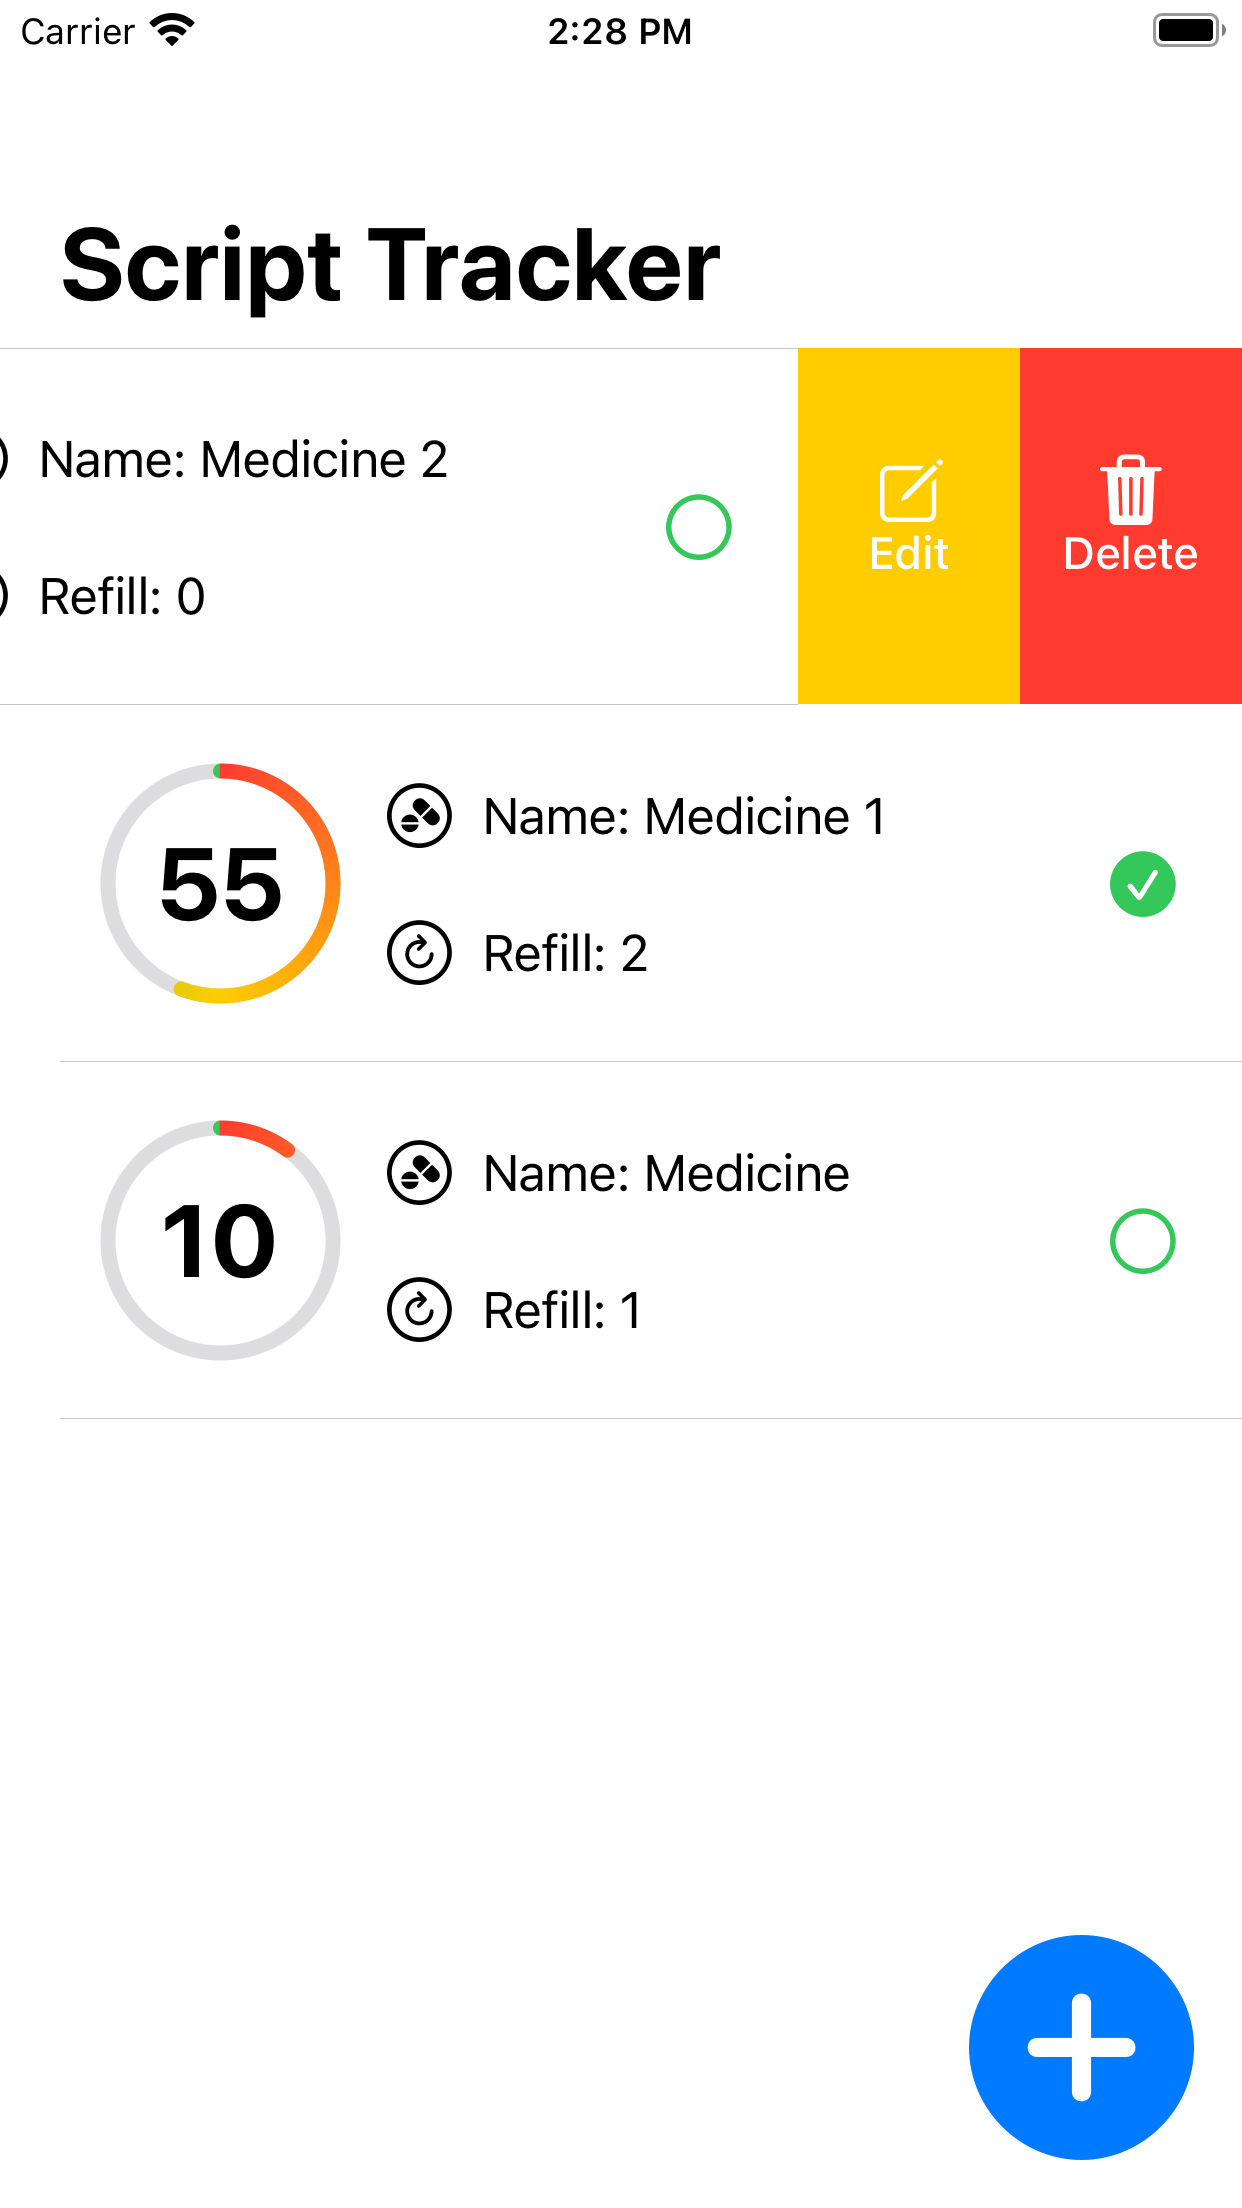 Carrier 2:28 PM
Script Tracker
Name: Medicine 2
Refill: 0
Edit
Delete
55
Name: Medicine 1
Refill: 2
10
Name: Medicine
Refill: 1